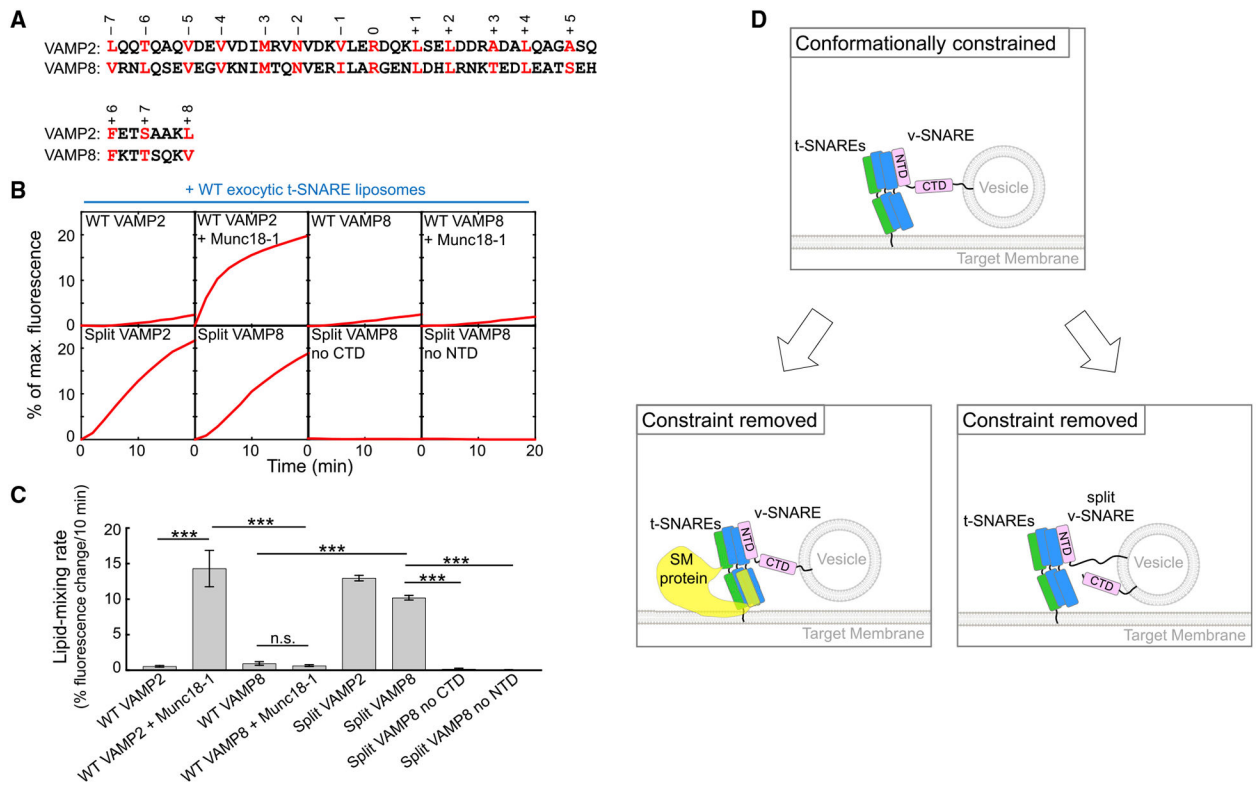 A
-7 -6 -5 -4 -3 -2 -1 0 +1 +2 +3 +4 +5
VAMP2: LQQTQAQVDEVVDIMRVNVDKVLERDQKLSELDDRADALQAGASQ
VAMP8: VRNLQSEVEGVKNIMTQNVERILARGENLDHLRNKTEDLEATSEH
+6 +7 +8
VAMP2: FETSAAKL
VAMP8: FKTTSQKV
B
+ WT exocytic t-SNARE liposomes
% of max. fluorescence
WT VAMP2
WT VAMP2
+ Munc18-1
WT VAMP8
WT VAMP8
+ Munc18-1
20
10
0
Split VAMP2
Split VAMP8
Split VAMP8
no CTD
Split VAMP8
no NTD
20
10
0
0 10 0 10 0 10 0 10 20
Time (min)
C
Lipid-mixing rate
(% fluorescence change/10 min)
20
15
10
5
0
*** *** *** *** *** n.s.
WT VAMP2
WT VAMP2 + Munc18-1
WT VAMP8
WT VAMP8 + Munc18-1
Split VAMP2
Split VAMP8
Split VAMP8 no CTD
Split VAMP8 no NTD
D
Conformationally constrained
t-SNAREs
v-SNARE
NTD
CTD
Vesicle
Target Membrane
Constraint removed
t-SNAREs
v-SNARE
NTD
CTD
SM
protein
Vesicle
Target Membrane
Constraint removed
split
v-SNARE
t-SNAREs
NTD
CTD
Vesicle
Target Membrane